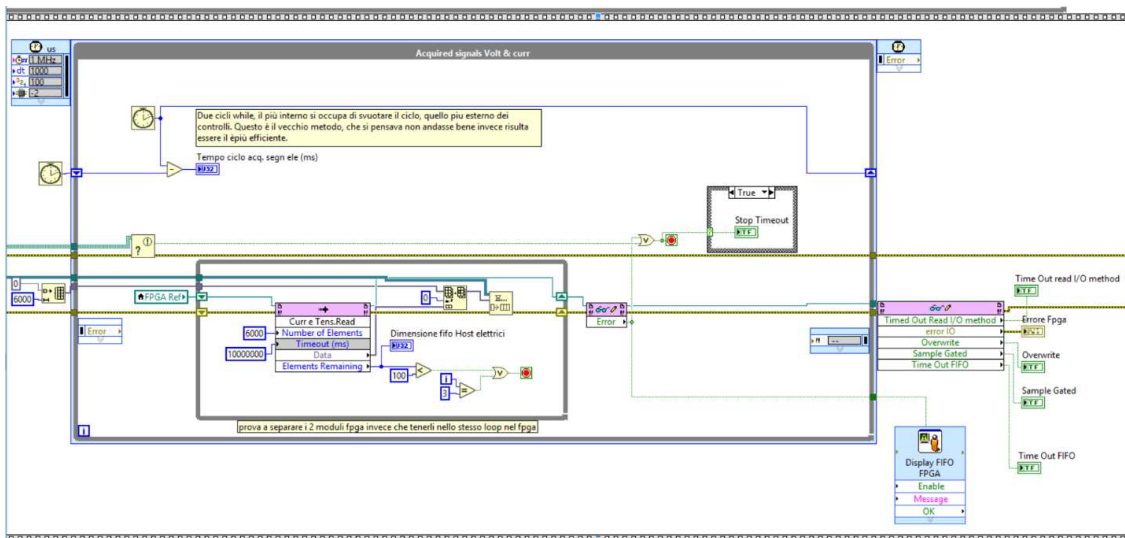 us
1 MHz
dt 1000
100
-2
Acquired signals Volt & curr
Error
Due cicli while, il più interno si occupa di svuotare il ciclo, quello piu esterno dei
controlli. Questo è il vecchio metodo, che si pensava non andasse bene invece risulta
essere il èpiù efficiente.
Tempo ciclo acq. segn ele (ms)
U32
True
Stop Timeout
TF
?
0
6000
FPGA Ref
0
Curr e Tens.Read
6000
Number of Elements
10000000
Timeout (ms)
Data
Elements Remaining
Dimensione fifo Host elettrici
U32
100
i
3
Error
Error
prova a separare i 2 moduli fpga invece che tenerli nello stesso loop nel fpga
i
Time Out read I/O method
TF
Timed Out Read I/O method
error IO
Overwrite
Sample Gated
Time Out FIFO
Errore Fpga
Overwrite
TF
Sample Gated
TF
Time Out FIFO
TF
Display FIFO
FPGA
Enable
Message
OK